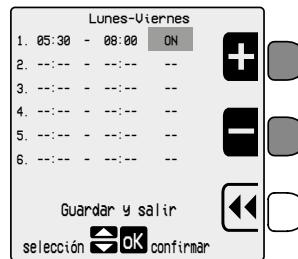 Lunes-Viernes
1. 05:30 - 08:00 ON
2. --:-- - --:-- --
3. --:-- - --:-- --
4. --:-- - --:-- --
5. --:-- - --:-- --
6. --:-- - --:-- --
Guardar y salir
selección OK confirmar